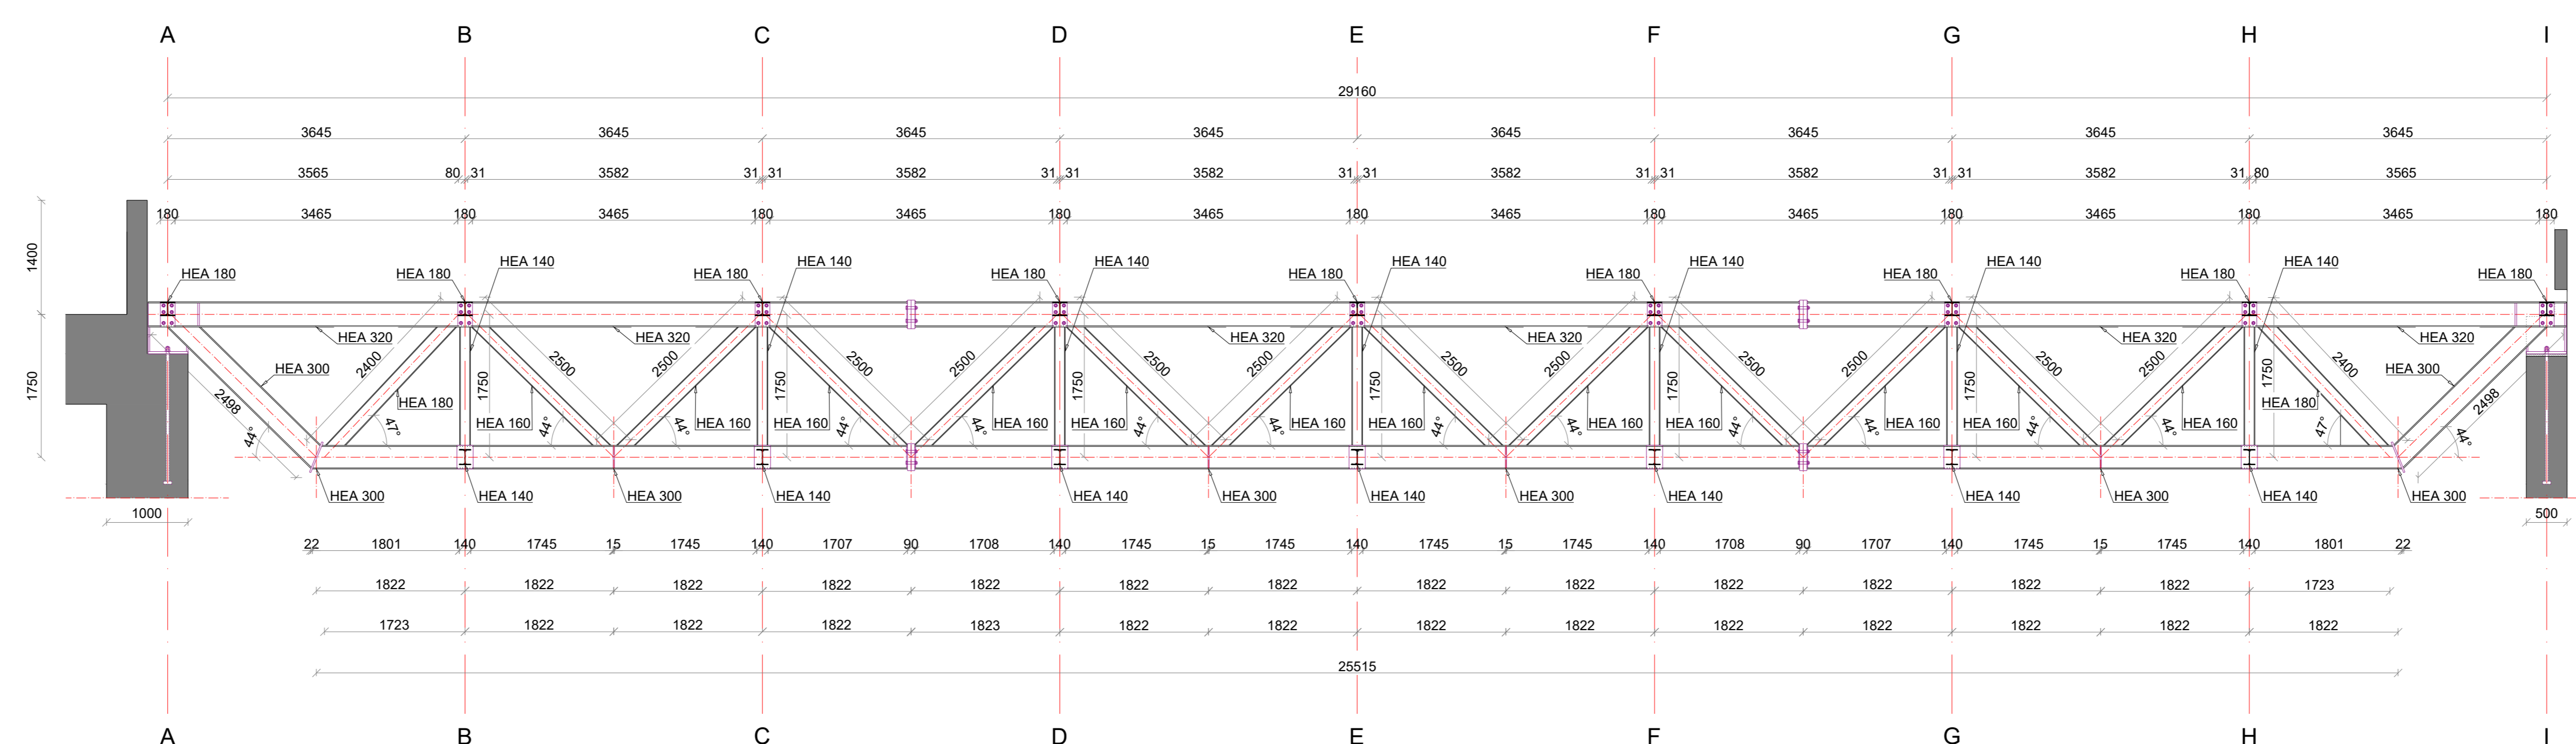 A B C D E F G H I
29160
3645 3645 3645 3645 3645 3645 3645 3645
3565 80 31 3582 31 31 3582 31 31 3582 31 31 3582 31 31 3582 31 31 3582 31 80 3565
180 3465 180 3465 180 3465 180 3465 180 3465 180 3465 180 3465 180 3465 180
1400
HEA 140 HEA 140 HEA 140 HEA 140 HEA 140 HEA 140 HEA 140
HEA 180 HEA 180 HEA 180 HEA 180 HEA 180 HEA 180 HEA 180 HEA 180 HEA 180
HEA 320 HEA 320 HEA 320 HEA 320 HEA 320 HEA 320 HEA 320 HEA 320
2400 2500 2500 2500 2500 2500 2500 2500 2500 2500 2500 2500 2500 2400
HEA 300 HEA 300
1750 1750 1750 1750 1750 1750 1750 1750
2498 HEA 180 HEA 180 2498
HEA 160 HEA 160 HEA 160 HEA 160 HEA 160 HEA 160 HEA 160 HEA 160 HEA 160 HEA 160 HEA 160 HEA 160
44° 47° 44° 44° 44° 44° 44° 44° 44° 44° 44° 44° 44° 44° 47° 44°
HEA 300 HEA 140 HEA 300 HEA 140 HEA 140 HEA 300 HEA 140 HEA 300 HEA 140 HEA 140 HEA 300 HEA 140 HEA 300
1000 500
22 1801 140 1745 15 1745 140 1707 90 1708 140 1745 15 1745 140 1745 15 1745 140 1708 90 1707 140 1745 15 1745 140 1801 22
1822 1822 1822 1822 1822 1822 1822 1822 1822 1822 1822 1822 1822 1723
1723 1822 1822 1822 1823 1822 1822 1822 1822 1822 1822 1822 1822 1822
25515
A B C D E F G H I